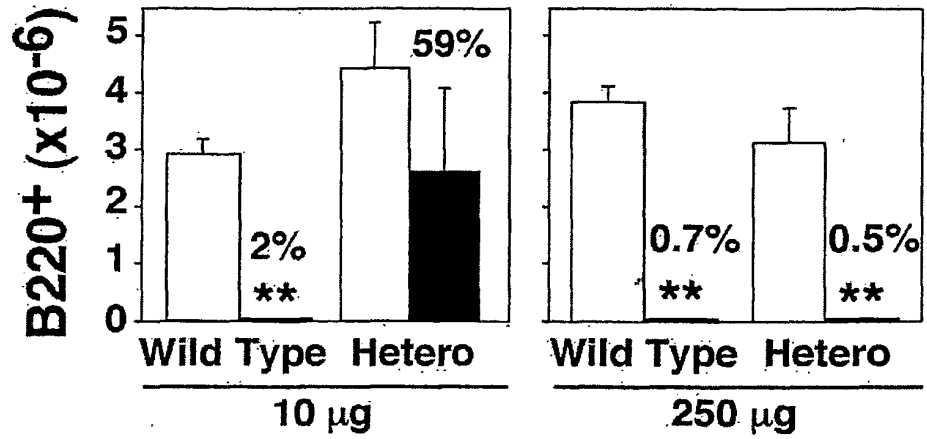 B220+ (x10-6)
5
4
3
2
1
0
59%
2%
**
0.7%
**
0.5%
**
Wild Type Hetero
Wild Type Hetero
10 μg
250 μg